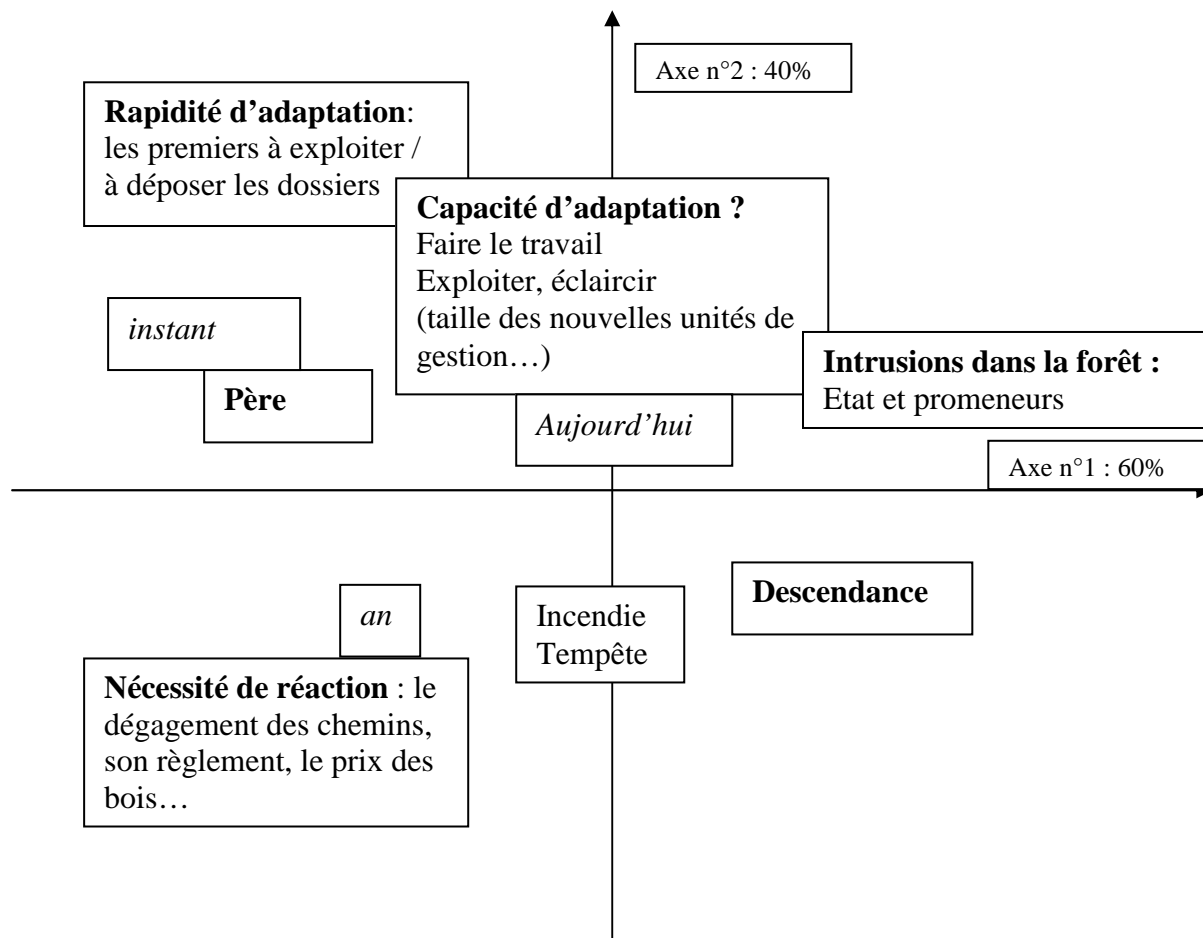 Axe n°2 : 40%
Rapidité d’adaptation:
les premiers à exploiter /
à déposer les dossiers
Capacité d’adaptation ?
Faire le travail
Exploiter, éclaircir
(taille des nouvelles unités de
gestion…)
instant
Père
Intrusions dans la forêt :
Etat et promeneurs
Aujourd’hui
Axe n°1 : 60%
an
Incendie
Tempête
Descendance
Nécessité de réaction : le
dégagement des chemins,
son règlement, le prix des
bois…